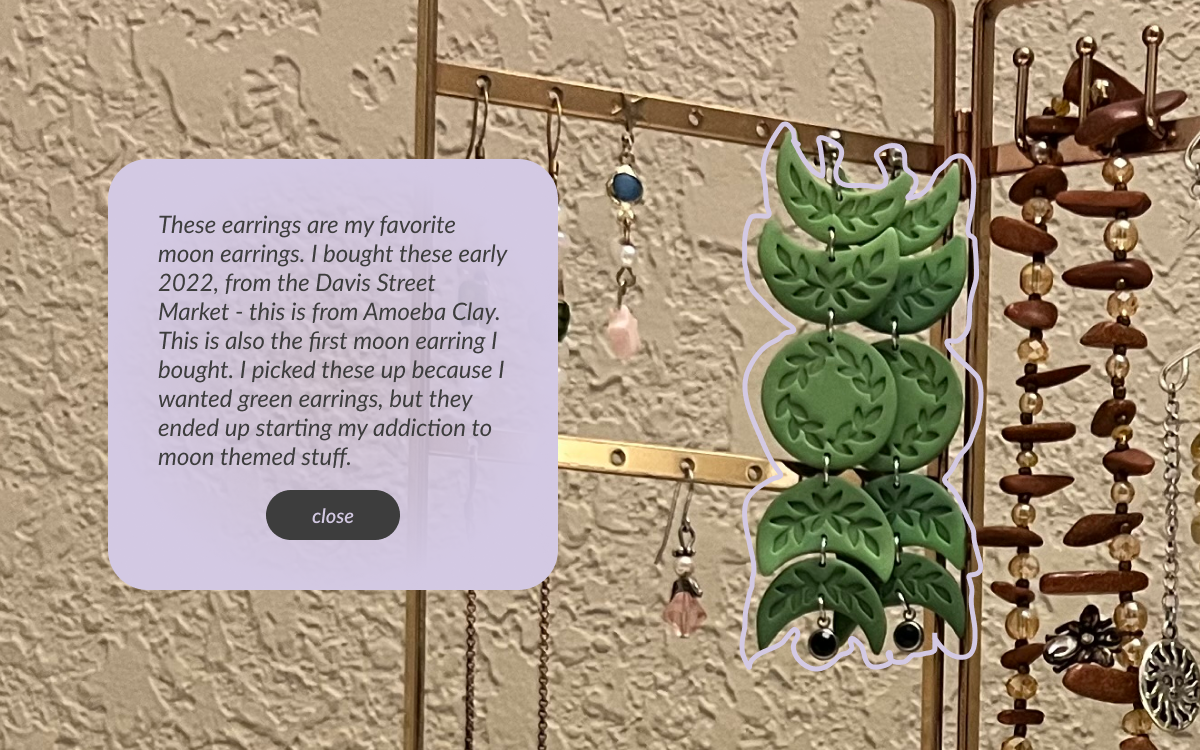 These earrings are my favorite
moon earrings. I bought these early
2022, from the Davis Street
Market - this is from Amoeba Clay.
This is also the first moon earring I
bought. I picked these up because I
wanted green earrings, but they
ended up starting my addiction to
moon themed stuff.
close